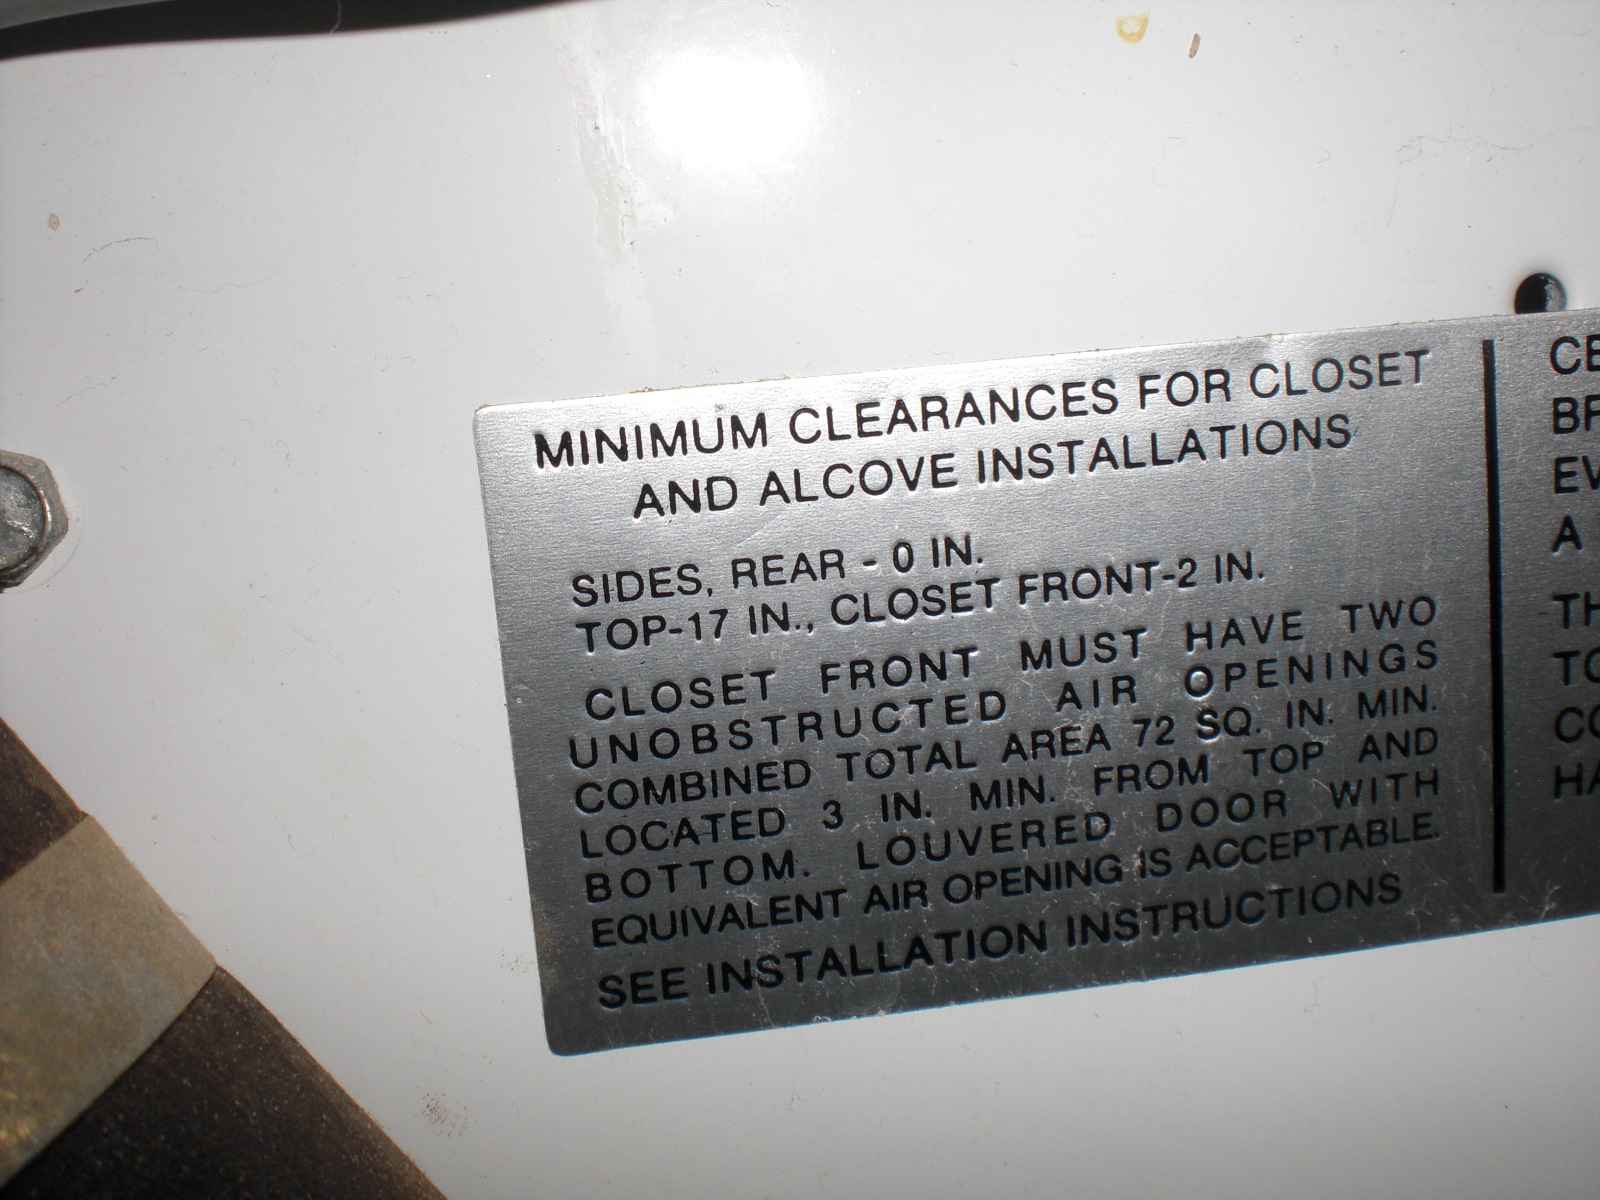 MINIMUM CLEARANCES FOR CLOSET
AND ALCOVE INSTALLATIONS
SIDES, REAR - 0 IN.
TOP-17 IN., CLOSET FRONT-2 IN.
CLOSET FRONT MUST HAVE TWO
UNOBSTRUCTED AIR OPENINGS
COMBINED TOTAL AREA 72 SQ. IN. MIN.
LOCATED 3 IN. MIN. FROM TOP AND
BOTTOM. LOUVERED DOOR WITH
EQUIVALENT AIR OPENING IS ACCEPTABLE.
SEE INSTALLATION INSTRUCTIONS
A